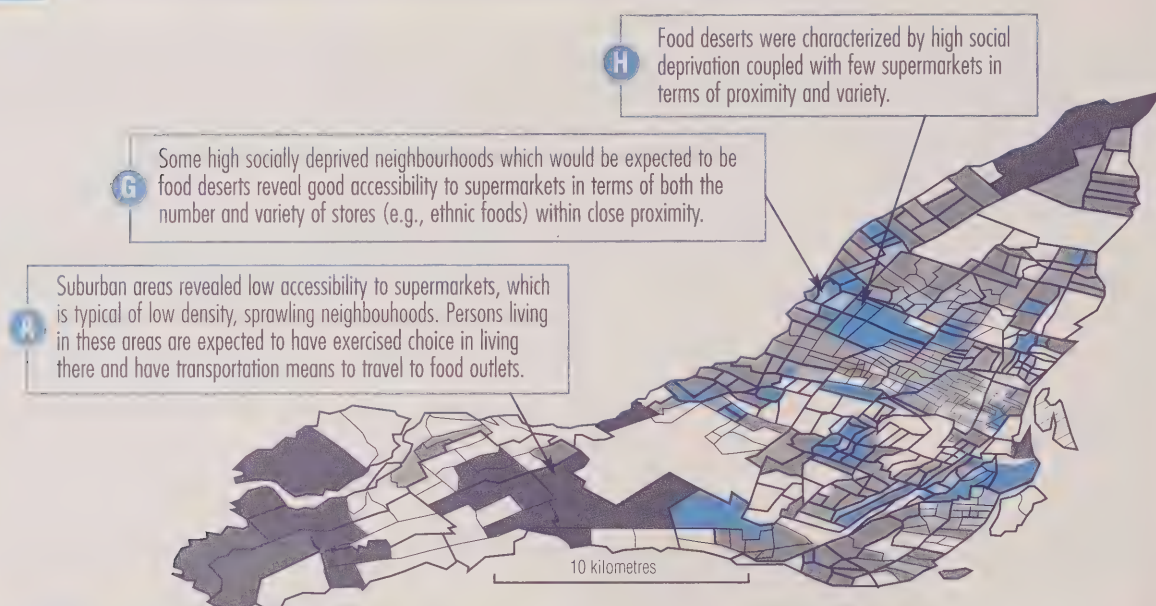 H
Food deserts were characterized by high social
deprivation coupled with few supermarkets in
terms of proximity and variety.
G
Some high socially deprived neighbourhoods which would be expected to be
food deserts reveal good accessibility to supermarkets in terms of both the
number and variety of stores (e.g., ethnic foods) within close proximity.
Suburban areas revealed low accessibility to supermarkets, which
is typical of low density, sprawling neighbouhoods. Persons living
in these areas are expected to have exercised choice in living
there and have transportation means to travel to food outlets.
10 kilometres